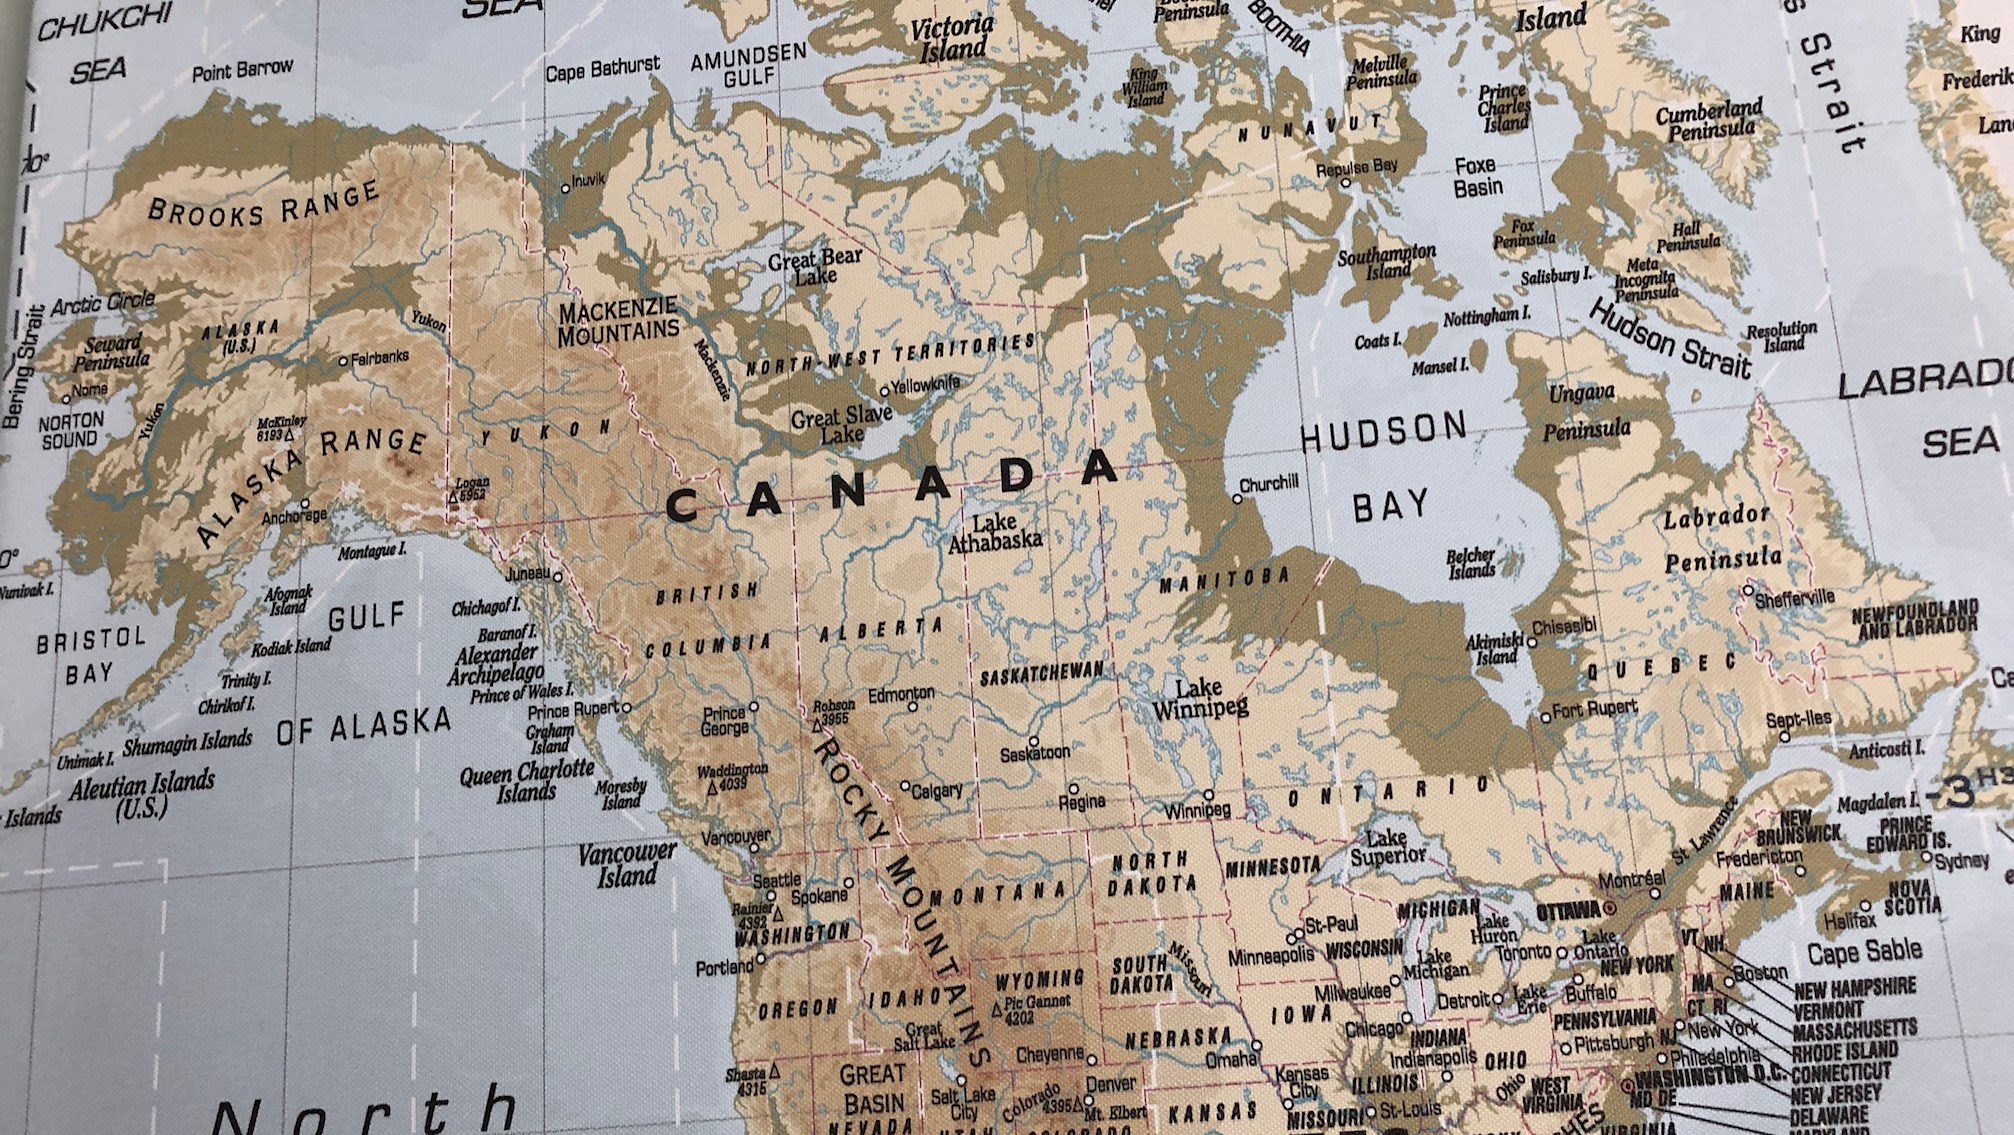 CHUKCHI
SEA
SEA
Point Barrow
Cape Bathurst
AMUNDSEN
GULF
Victoria
Island
Peninsula
BOOTHIA
King
William
Island
Melville
Peninsula
Prince
Charles
Island
Island
Strait
King
Frederik
Cumberland
Peninsula
NUNAVUT
Repulse Bay
Foxe
Basin
Fox
Peninsula
Hall
Peninsula
Southampton
Island
Salisbury I.
Meta
Incognita
Peninsula
Nottingham I.
Coats I.
Mansel I.
Hudson Strait
Resolution
Island
LABRADO
SEA
70°
BROOKS RANGE
Inuvik
Arctic Circle
Bering Strait
Seward
Peninsula
ALASKA
(U.S.)
Yukon
Fairbanks
Nome
NORTON
SOUND
Yukon
McKinley
6193
ALASKA RANGE
Anchorage
Logan
5952
YUKON
MACKENZIE
MOUNTAINS
Mackenzie
Great Bear
Lake
NORTH-WEST TERRITORIES
Yellowknife
Great Slave
Lake
CANADA
Lake
Athabaska
HUDSON
BAY
Churchill
Ungava
Peninsula
Labrador
Peninsula
Belcher
Islands
Schefferville
NEWFOUNDLAND
AND LABRADOR
Chisasibi
Akimiski
Island
QUEBEC
Fort Rupert
Sept-Iles
Anticosti I.
0°
Nunivak I.
BRISTOL
BAY
Montague I.
Afognak
Island
GULF
OF ALASKA
Kodiak Island
Trinity I.
Chirikof I.
Shumagin Islands
Unimak I.
Aleutian Islands
(U.S.)
Islands
Juneau
Chichagof I.
Baranof I.
Alexander
Archipelago
Prince of Wales I.
Prince Rupert
Graham
Island
Queen Charlotte
Islands
Moresby
Island
BRITISH
COLUMBIA
ALBERTA
SASKATCHEWAN
MANITOBA
Prince
George
Robson
3955
Edmonton
Waddington
4039
Calgary
Saskatoon
Regina
Lake
Winnipeg
Winnipeg
ONTARIO
ROCKY MOUNTAINS
Vancouver
Vancouver
Island
Seattle
Spokane
Rainier
4392
WASHINGTON
Portland
OREGON
IDAHO
MONTANA
NORTH
DAKOTA
MINNESOTA
Lake
Superior
St Lawrence
NEW
BRUNSWICK
Fredericton
Magdalen I.
PRINCE
EDWARD IS.
Sydney
-3 H3
Montréal
OTTAWA
MAINE
NOVA
SCOTIA
Halifax
Cape Sable
MICHIGAN
Lake
Huron
Toronto
Lake
Ontario
NEW YORK
VT NH
St-Paul
Minneapolis
WISCONSIN
Lake
Michigan
Milwaukee
Detroit
Lake
Erie
Buffalo
MA
Boston
CT RI
NEW HAMPSHIRE
VERMONT
MASSACHUSETTS
RHODE ISLAND
CONNECTICUT
NEW JERSEY
DELAWARE
MARYLAND
WYOMING
Pic Gannet
4202
SOUTH
DAKOTA
Missouri
IOWA
Chicago
INDIANA
Indianapolis
OHIO
PENNSYLVANIA
Pittsburgh
NJ
New York
Philadelphia
WASHINGTON D.C.
MD DE
WEST
VIRGINIA
Ohio
Great
Salt Lake
Cheyenne
NEBRASKA
Omaha
Kansas
City
ILLINOIS
Shasta
4315
GREAT
BASIN
NEVADA
Salt Lake
City
UTAH
Colorado
Denver
4395
Mt. Elbert
COLORADO
KANSAS
MISSOURI
St-Louis
VIRGINIA
North